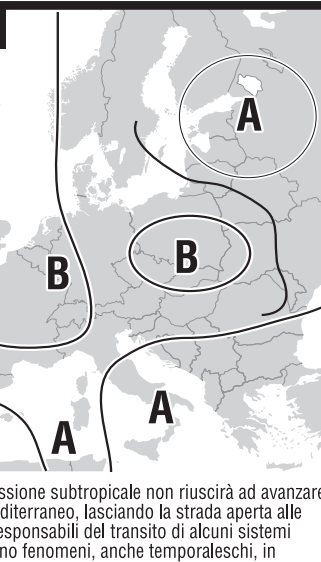 A
B
B
A
A
ssione subtropicale non riuscirà ad avanzare
diterraneo, lasciando la strada aperta alle
esponsabili del transito di alcuni sistemi
no fenomeni, anche temporaleschi, in